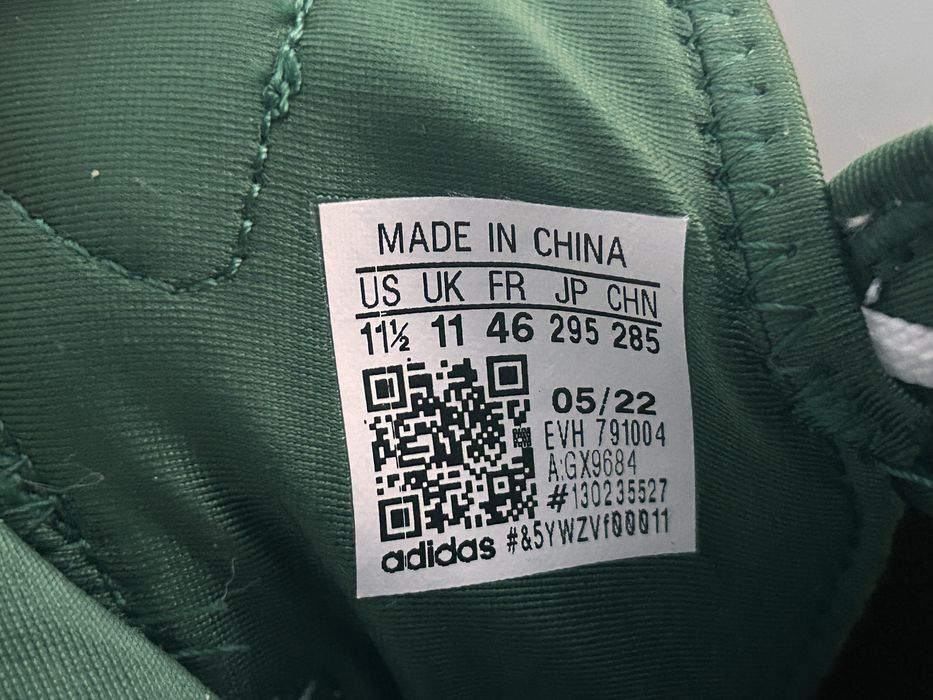 MADE IN CHINA
US UK FR JP CHN
11½ 11 46 295 285
05/22
EVH 791004
A:GX9684
#130235527
adidas #&5YWZVf00011